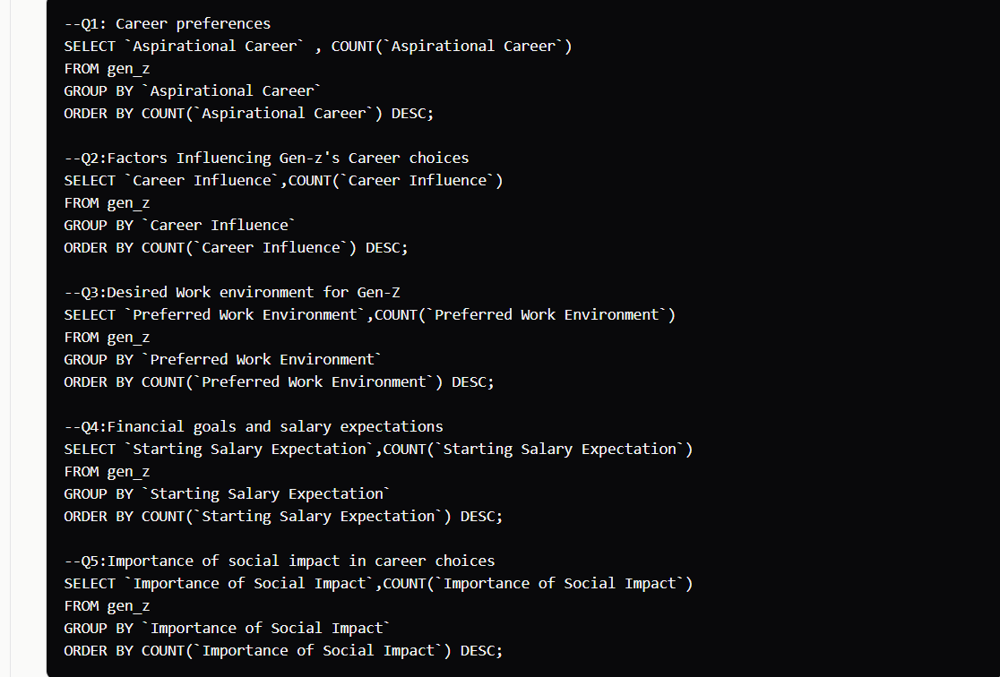 --Q1: Career preferences
SELECT `Aspirational Career` , COUNT(`Aspirational Career`)
FROM gen_z
GROUP BY `Aspirational Career`
ORDER BY COUNT(`Aspirational Career`) DESC;

--Q2:Factors Influencing Gen-z's Career choices
SELECT `Career Influence`,COUNT(`Career Influence`)
FROM gen_z
GROUP BY `Career Influence`
ORDER BY COUNT(`Career Influence`) DESC;

--Q3:Desired Work environment for Gen-Z
SELECT `Preferred Work Environment`,COUNT(`Preferred Work Environment`)
FROM gen_z
GROUP BY `Preferred Work Environment`
ORDER BY COUNT(`Preferred Work Environment`) DESC;

--Q4:Financial goals and salary expectations
SELECT `Starting Salary Expectation`,COUNT(`Starting Salary Expectation`)
FROM gen_z
GROUP BY `Starting Salary Expectation`
ORDER BY COUNT(`Starting Salary Expectation`) DESC;

--Q5:Importance of social impact in career choices
SELECT `Importance of Social Impact`,COUNT(`Importance of Social Impact`)
FROM gen_z
GROUP BY `Importance of Social Impact`
ORDER BY COUNT(`Importance of Social Impact`) DESC;